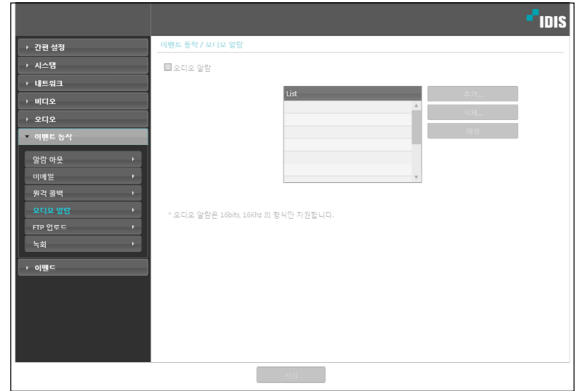 IDIS
간편 설정
시스템
네트워크
비디오
오디오
이벤트 동작
알람 아웃
이메일
원격 콜백
오디오 알람
FTP 업로드
녹화
이벤트
이벤트 동작 / 오디오 알람
오디오 알람
List
추가...
삭제...
* 오디오 알람은 16bits, 16Khz 의 형식만 지원합니다.